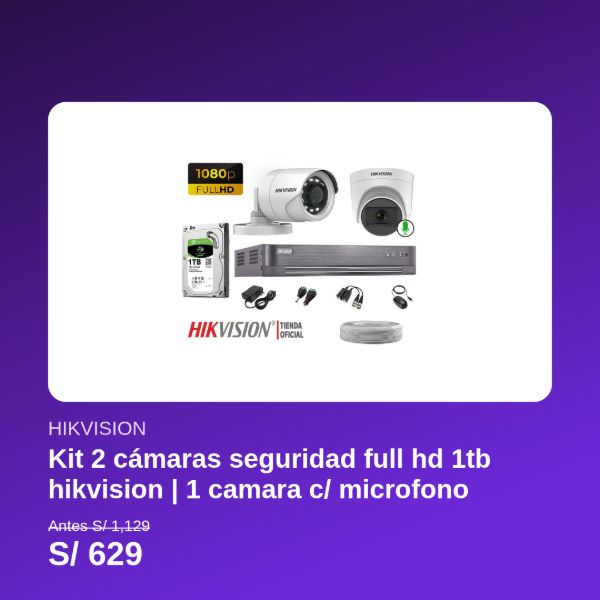 1080p
FULLHD
HIKVISION
HIKVISION
1TB
HIKVISION
TIENDA
OFICIAL
HIKVISION
Kit 2 cámaras seguridad full hd 1tb
hikvision | 1 camara c/ microfono
Antes S/ 1,129
S/ 629